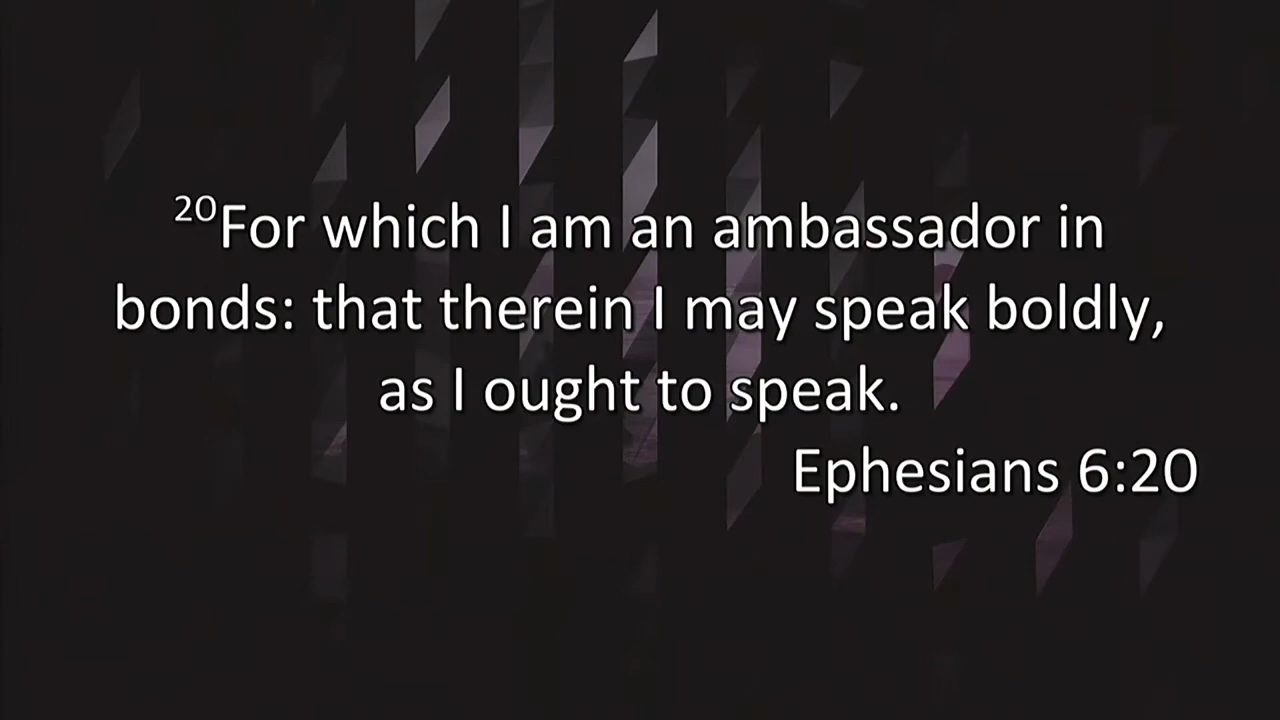 ²⁰For which I am an ambassador in
bonds: that therein I may speak boldly,
as I ought to speak.
Ephesians 6:20